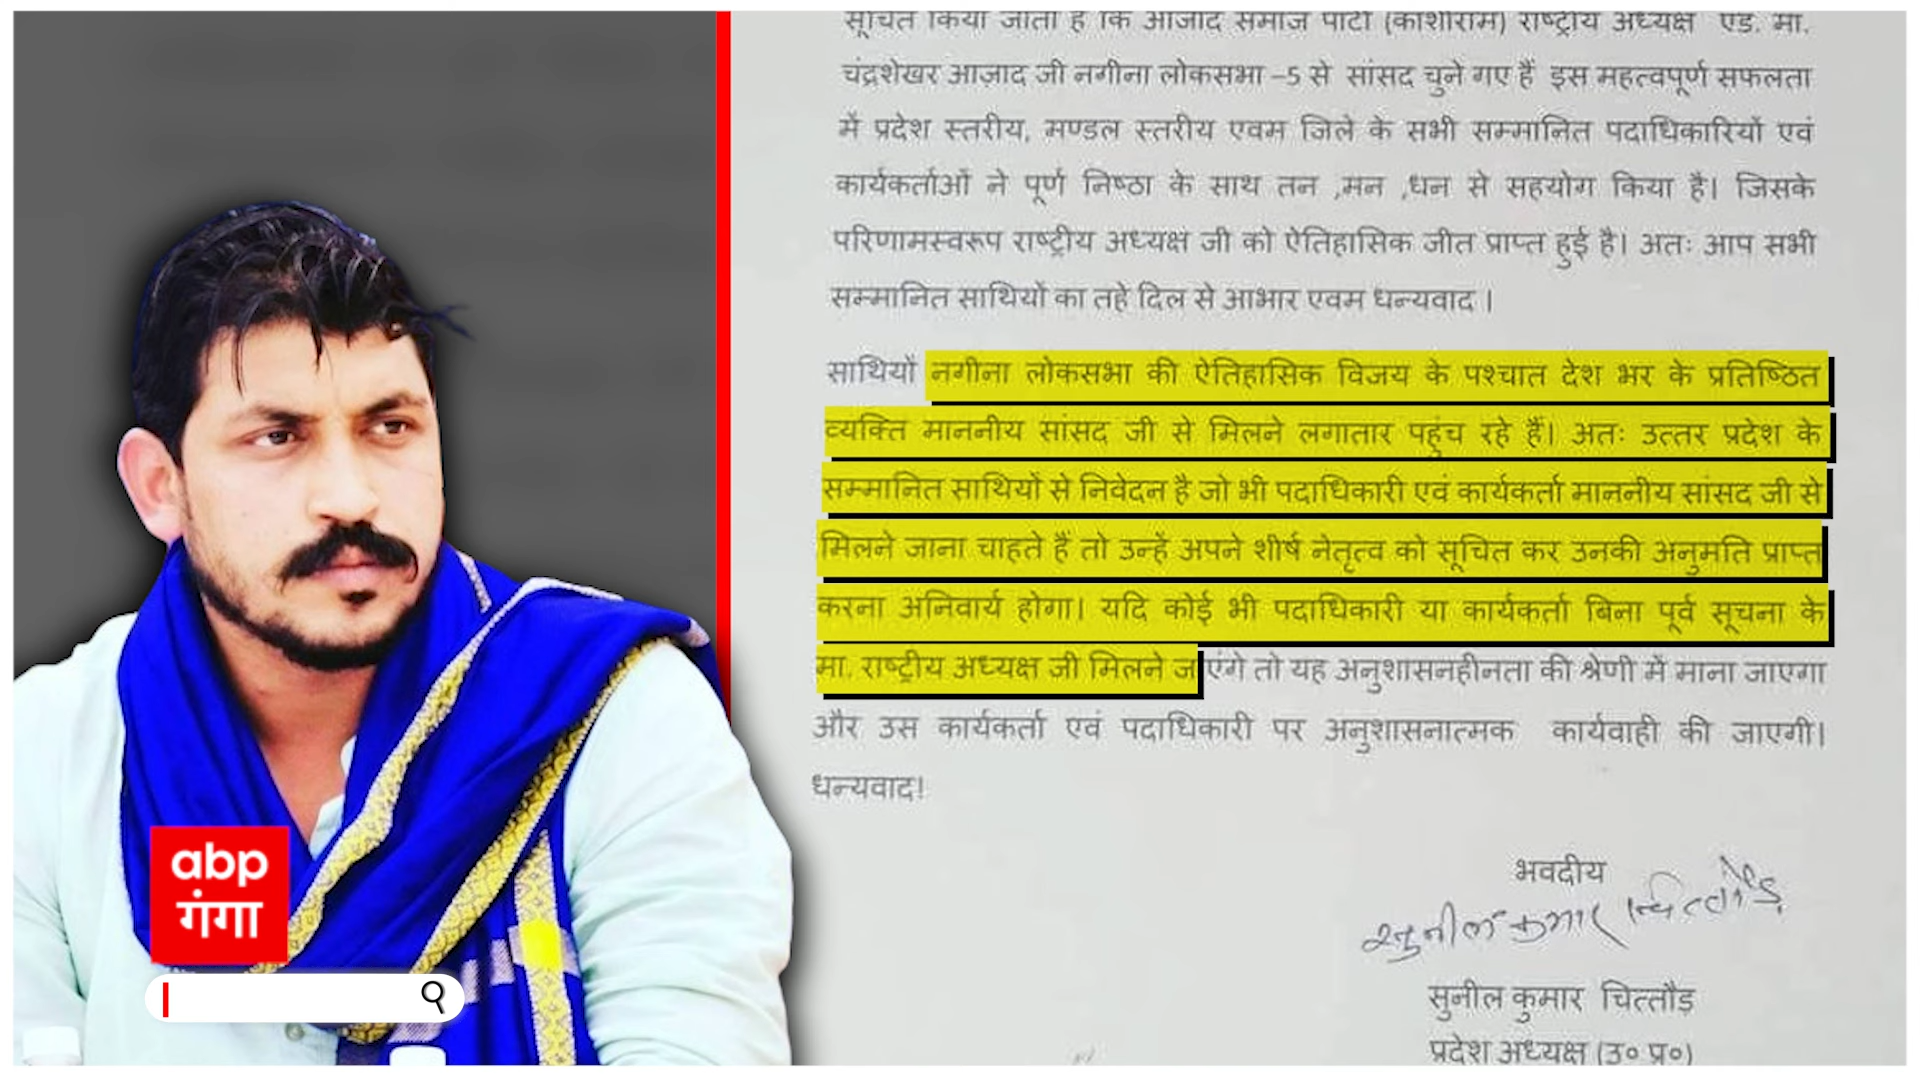 सूचित किया जाता है कि आजाद समाज पार्टी (कांशीराम) राष्ट्रीय अध्यक्ष एड. मा.
चंद्रशेखर आज़ाद जी नगीना लोकसभा –5 से सांसद चुने गए हैं इस महत्वपूर्ण सफलता
में प्रदेश स्तरीय, मण्डल स्तरीय एवम जिले के सभी सम्मानित पदाधिकारियों एवं
कार्यकर्ताओं ने पूर्ण निष्ठा के साथ तन ,मन ,धन से सहयोग किया है। जिसके
परिणामस्वरूप राष्ट्रीय अध्यक्ष जी को ऐतिहासिक जीत प्राप्त हुई है। अतः आप सभी
सम्मानित साथियों का तहे दिल से आभार एवम धन्यवाद ।
साथियों नगीना लोकसभा की ऐतिहासिक विजय के पश्चात देश भर के प्रतिष्ठित
व्यक्ति माननीय सांसद जी से मिलने लगातार पहुंच रहे हैं। अतः उत्तर प्रदेश के
सम्मानित साथियों से निवेदन है जो भी पदाधिकारी एवं कार्यकर्ता माननीय सांसद जी से
मिलने जाना चाहते हैं तो उन्हें अपने शीर्ष नेतृत्व को सूचित कर उनकी अनुमति प्राप्त
करना अनिवार्य होगा। यदि कोई भी पदाधिकारी या कार्यकर्ता बिना पूर्व सूचना के
मा. राष्ट्रीय अध्यक्ष जी मिलने जाएंगे तो यह अनुशासनहीनता की श्रेणी में माना जाएगा
और उस कार्यकर्ता एवं पदाधिकारी पर अनुशासनात्मक कार्यवाही की जाएगी।
धन्यवाद!
भवदीय
सुनील कुमार चित्तौड़
सुनील कुमार चित्तौड़
प्रदेश अध्यक्ष (उ० प्र०)
abp
गंगा